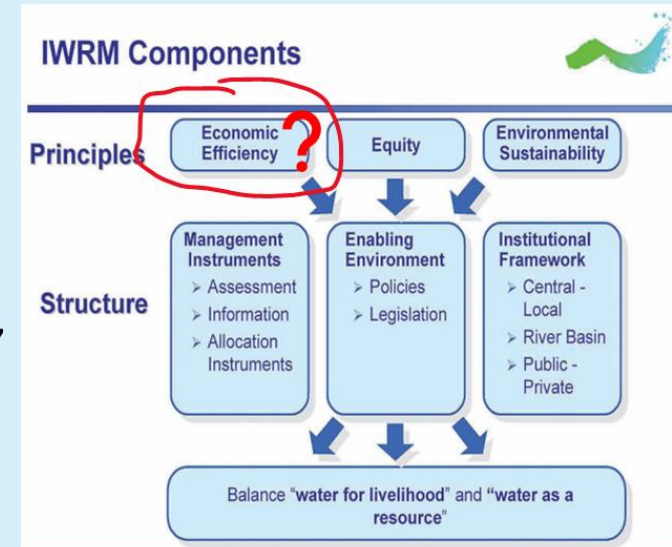 IWRM Components
Principles
Economic
Efficiency
?
Equity
Environmental
Sustainability
Structure
Management
Instruments
➢ Assessment
➢ Information
➢ Allocation
Instruments
Enabling
Environment
➢ Policies
➢ Legislation
Institutional
Framework
➢ Central -
Local
➢ River Basin
➢ Public -
Private
Balance "water for livelihood" and "water as a
resource"